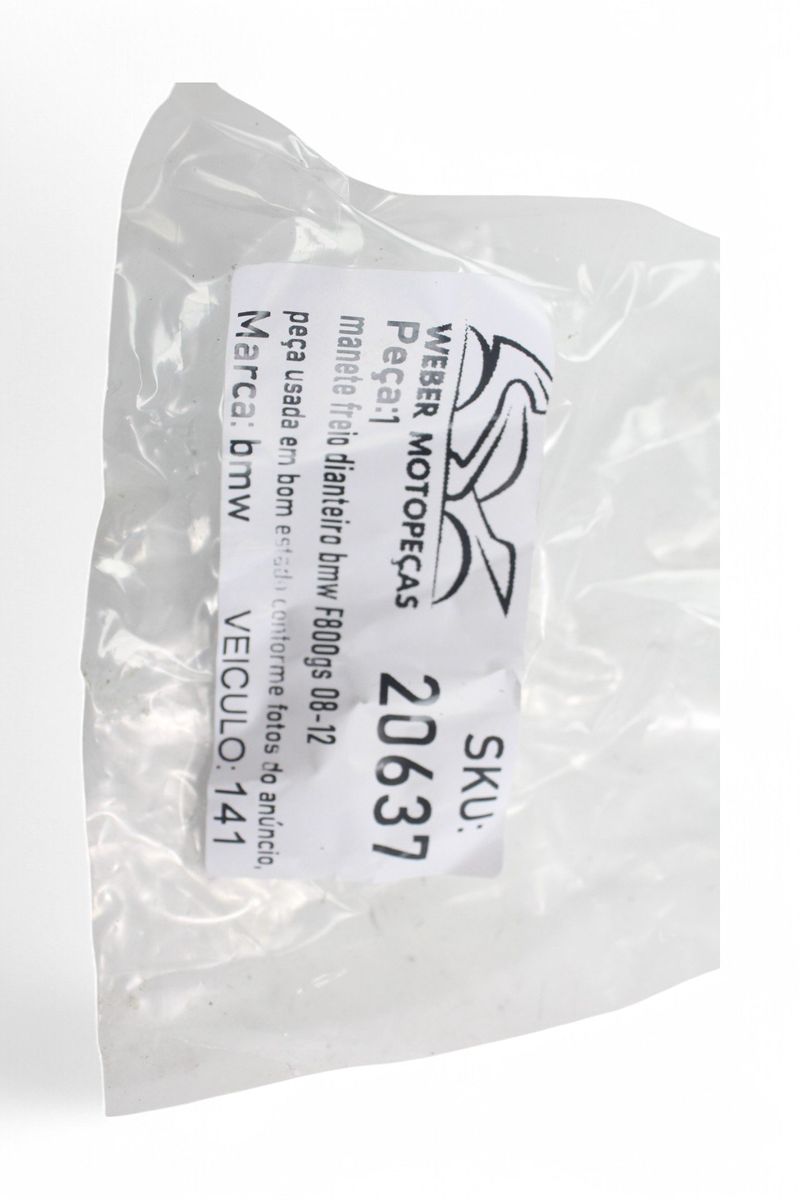 WEBER MOTOPEÇAS
SKU:
20637
Peça:1
manete freio dianteiro bmw F800gs 08-12
peça usada em bom estado conforme fotos do anúncio,
Marca: bmw VEICULO: 141